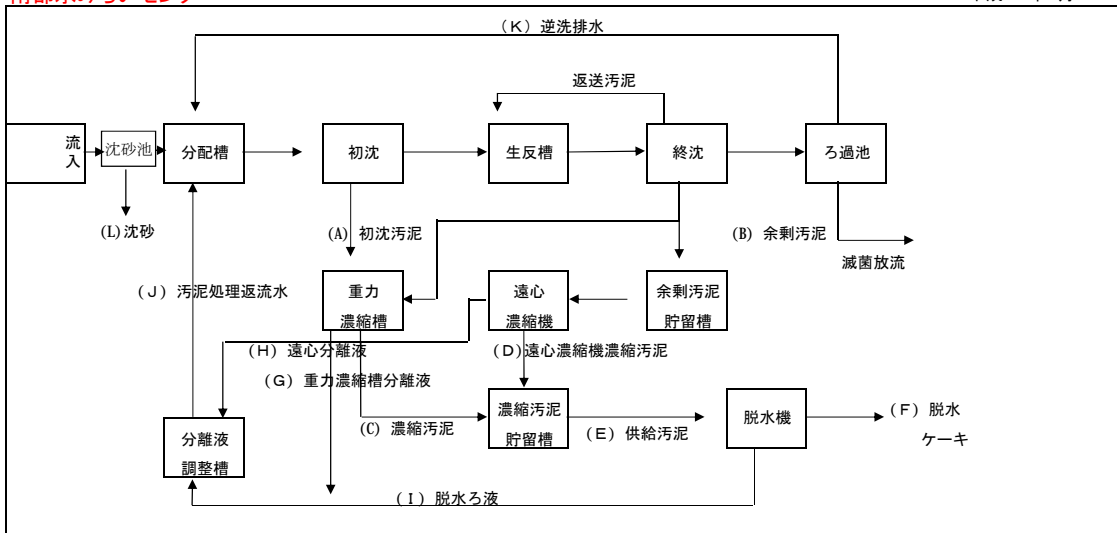 (K) 逆洗排水
返送汚泥
流入
沈砂池
分配槽
初沈
生反槽
終沈
ろ過池
(L)沈砂
(A) 初沈汚泥
(B) 余剰汚泥
滅菌放流
(J) 汚泥処理返流水
重力
濃縮槽
遠心
濃縮機
余剰汚泥
貯留槽
(H) 遠心分離液
(D)遠心濃縮機濃縮汚泥
(G) 重力濃縮槽分離液
分離液
調整槽
(C) 濃縮汚泥
濃縮汚泥
貯留槽
(E) 供給汚泥
脱水機
(F) 脱水
ケーキ
(I) 脱水ろ液